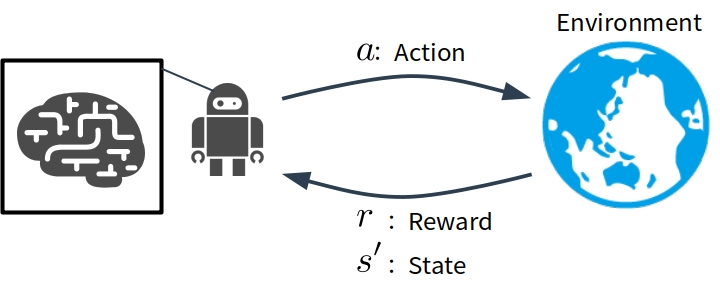 Environment
a: Action
r : Reward
s′ : State